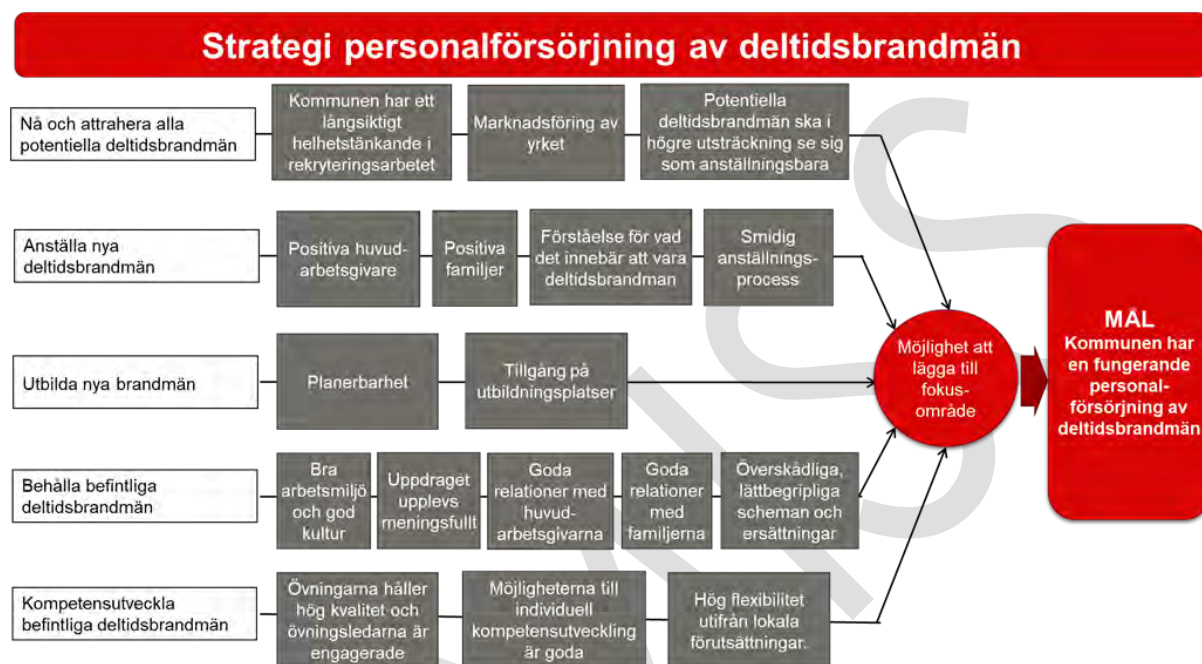 Strategi personalförsörjning av deltidsbrandmän
Nå och attrahera alla
potentiella deltidsbrandmän
Kommunen har ett
långsiktigt
helhetstänkande i
rekryteringsarbetet
Marknadsföring av
yrket
Potentiella
deltidsbrandmän ska i
högre utsträckning se sig
som anställningsbara
Anställa nya
deltidsbrandmän
Positiva huvud-
arbetsgivare
Positiva
familjer
Förståelse för vad
det innebär att vara
deltidsbrandman
Smidig
anställnings-
process
Utbilda nya brandmän
Planerbarhet
Tillgång på
utbildningsplatser
Behålla befintliga
deltidsbrandmän
Bra
arbetsmiljö
och god
kultur
Uppdraget
upplevs
meningsfullt
Goda
relationer med
huvud-
arbetsgivarna
Goda
relationer
med
familjerna
Överskådliga,
lättbegripliga
scheman och
ersättningar
Kompetensutveckla
befintliga deltidsbrandmän
Övningarna håller
hög kvalitet och
övningsledarna är
engagerade
Möjligheterna till
individuell
kompetensutveckling
är goda
Hög flexibilitet
utifrån lokala
förutsättningar.
Möjlighet att
lägga till
fokus-
område
MÅL
Kommunen har
en fungerande
personal-
försörjning av
deltidsbrandmän